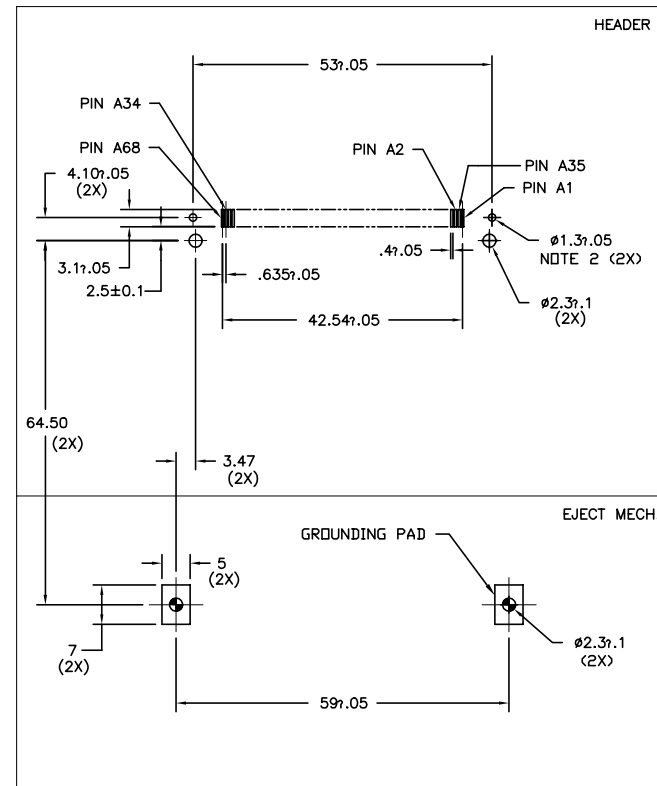 HEADER
53?.05
PIN A34
PIN A68
PIN A2
PIN A35
PIN A1
4.10?.05
(2X)
3.1?.05
2.5±0.1
.635?.05
.4?.05
ø1.3?.05
NOTE 2 (2X)
ø2.3?.1
(2X)
42.54?.05
64.50
(2X)
3.47
(2X)
EJECT MECH
GROUNDING PAD
5
(2X)
7
(2X)
ø2.3?.1
(2X)
59?.05